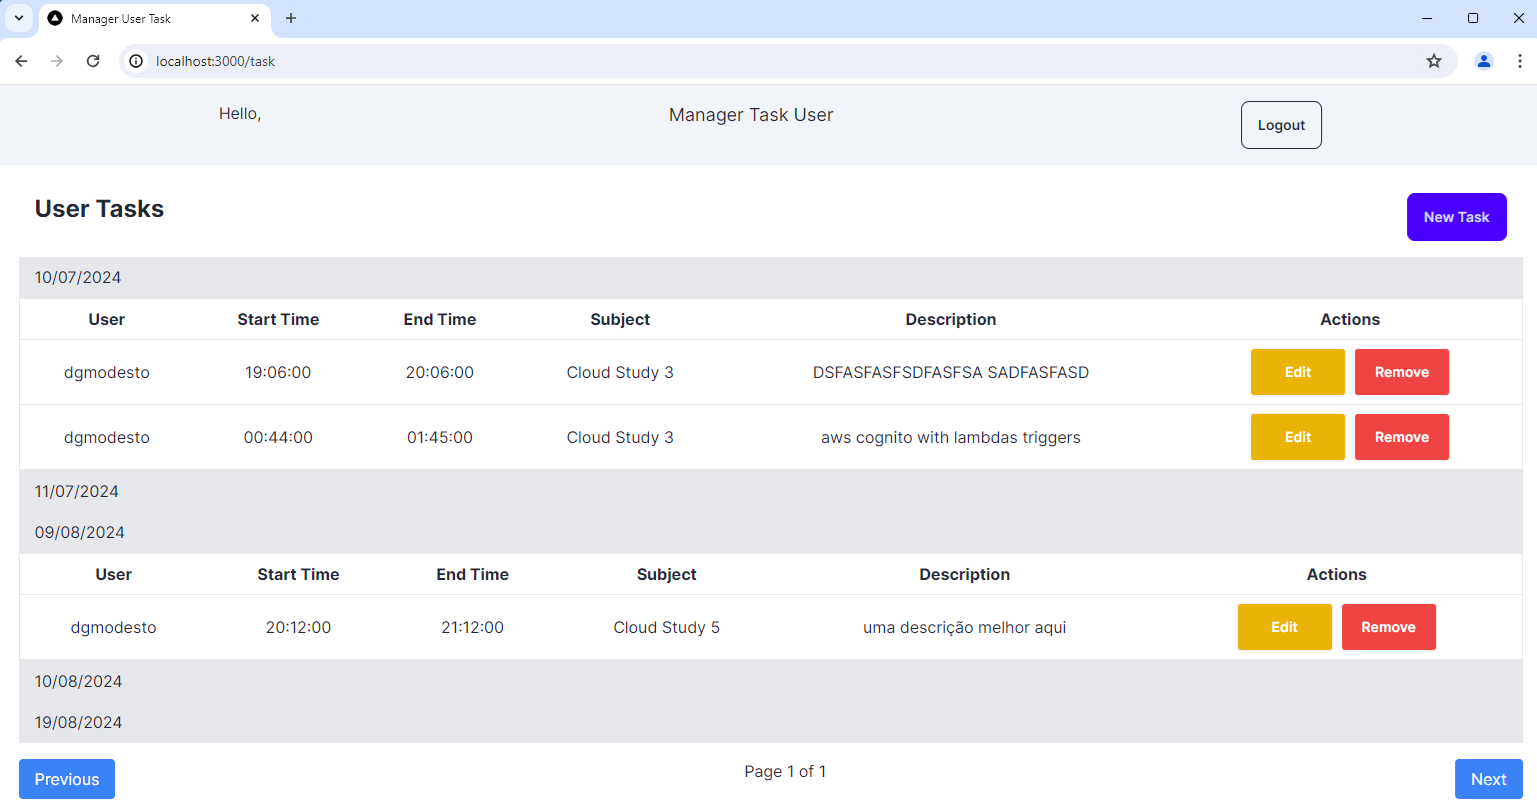 Manager User Task
localhost:3000/task
Hello,
Manager Task User
Logout
User Tasks
New Task
10/07/2024
User Start Time End Time Subject Description Actions
dgmodesto 19:06:00 20:06:00 Cloud Study 3 DSFASFASFSDFASFSA SADFASFASD Edit Remove
dgmodesto 00:44:00 01:45:00 Cloud Study 3 aws cognito with lambdas triggers Edit Remove
11/07/2024
09/08/2024
User Start Time End Time Subject Description Actions
dgmodesto 20:12:00 21:12:00 Cloud Study 5 uma descrição melhor aqui Edit Remove
10/08/2024
19/08/2024
Previous Page 1 of 1 Next